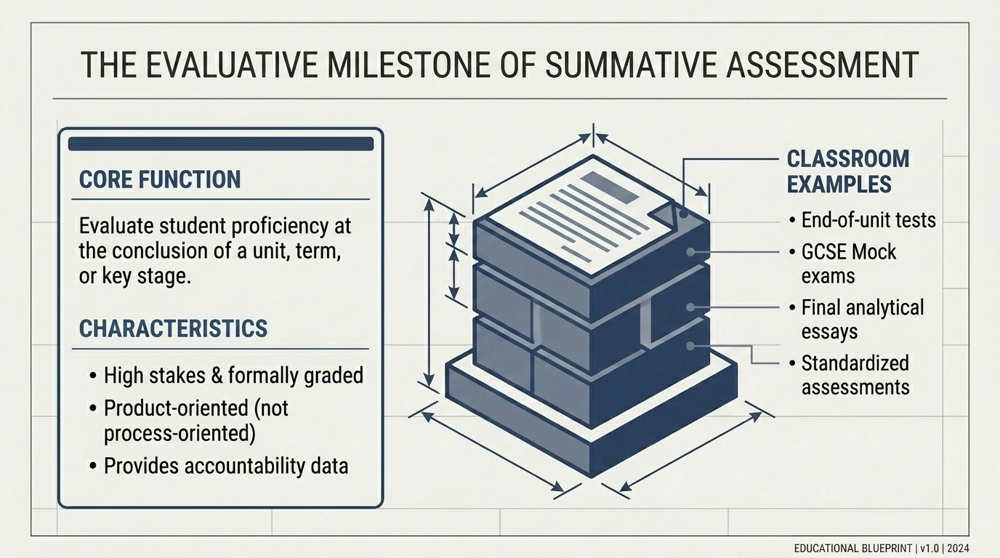 THE EVALUATIVE MILESTONE OF SUMMATIVE ASSESSMENT
CORE FUNCTION
Evaluate student proficiency at
the conclusion of a unit, term,
or key stage.
CHARACTERISTICS
• High stakes & formally graded
• Product-oriented (not
process-oriented)
• Provides accountability data
CLASSROOM
EXAMPLES
• End-of-unit tests
• GCSE Mock
exams
• Final analytical
essays
• Standardized
assessments
EDUCATIONAL BLUEPRINT | v1.0 | 2024